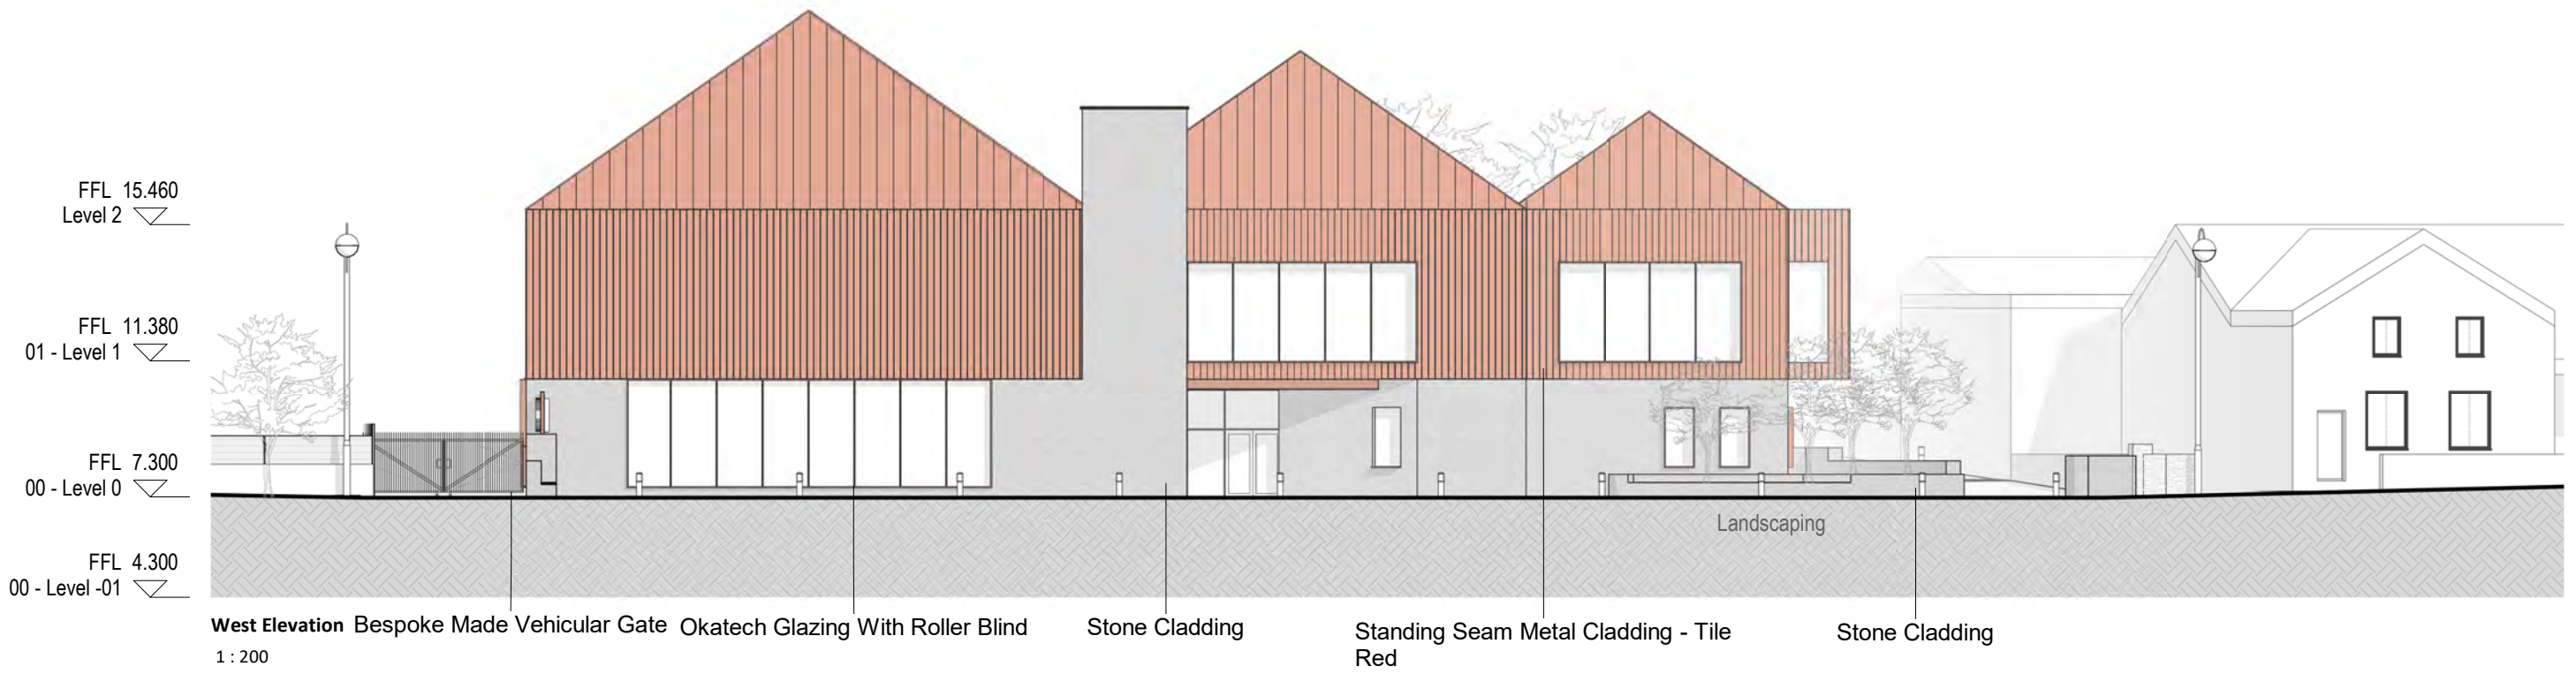 FFL 15.460
Level 2
FFL 11.380
01 - Level 1
FFL 7.300
00 - Level 0
FFL 4.300
00 - Level -01
Landscaping
West Elevation
1 : 200
Bespoke Made Vehicular Gate
Okatech Glazing With Roller Blind
Stone Cladding
Standing Seam Metal Cladding - Tile
Red
Stone Cladding